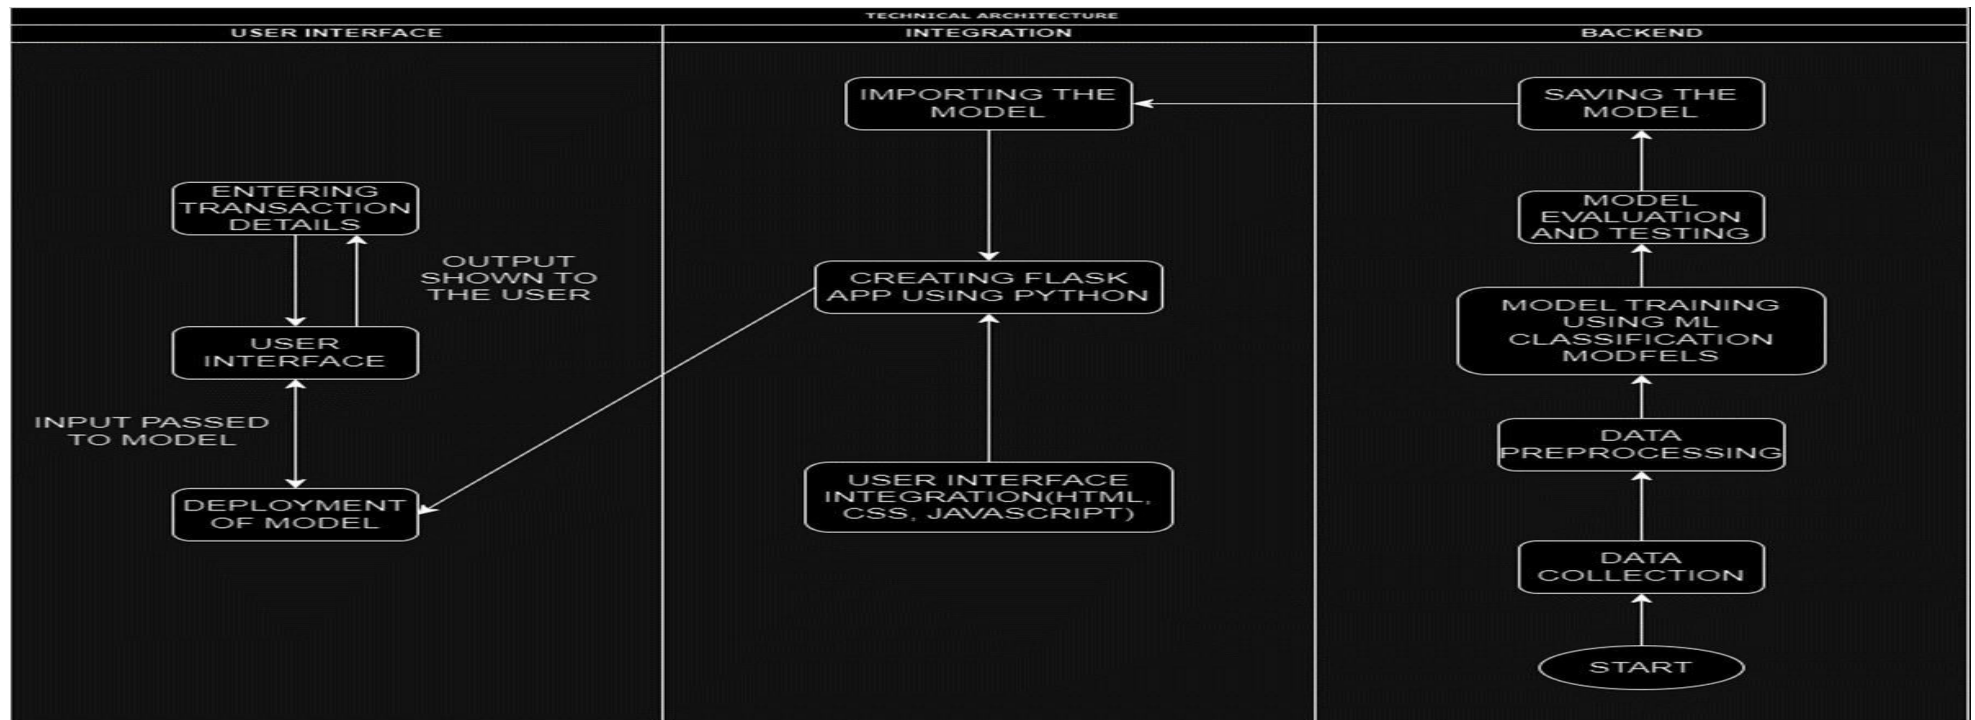 TECHNICAL ARCHITECTURE
USER INTERFACE
INTEGRATION
BACKEND
ENTERING
TRANSACTION
DETAILS
OUTPUT
SHOWN TO
THE USER
USER
INTERFACE
INPUT PASSED
TO MODEL
DEPLOYMENT
OF MODEL
IMPORTING THE
MODEL
CREATING FLASK
APP USING PYTHON
USER INTERFACE
INTEGRATION(HTML,
CSS, JAVASCRIPT)
SAVING THE
MODEL
MODEL
EVALUATION
AND TESTING
MODEL TRAINING
USING ML
CLASSIFICATION
MODFELS
DATA
PREPROCESSING
DATA
COLLECTION
START